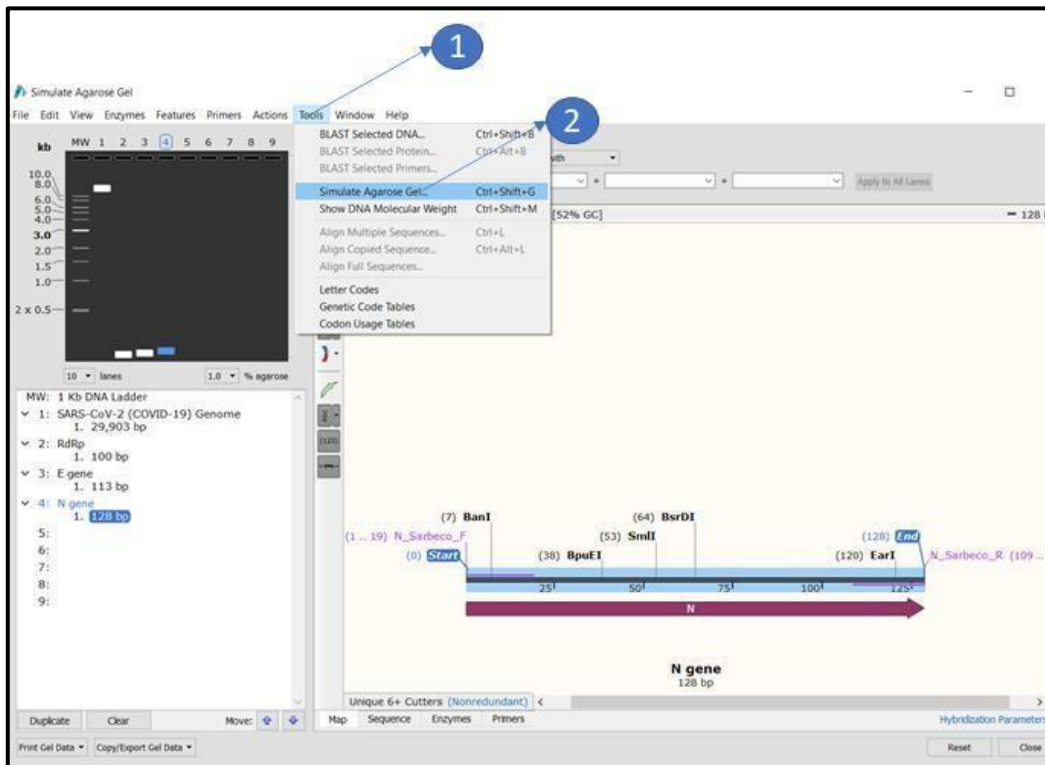 1
Simulate Agarose Gel
File Edit View Enzymes Features Primers Actions Tools Window Help
2
BLAST Selected DNA... Ctrl+Shift+B
BLAST Selected Protein... Ctrl+Alt+B
BLAST Selected Primers...
Simulate Agarose Gel... Ctrl+Shift+G
Show DNA Molecular Weight Ctrl+Shift+M
Align Multiple Sequences... Ctrl+L
Align Copied Sequence... Ctrl+Alt+L
Align Full Sequences...
Letter Codes
Genetic Code Tables
Codon Usage Tables
with
+ + Apply to All Lanes
[52% GC] 128
kb MW 1 2 3 4 5 6 7 8 9
10.0
8.0
6.0
5.0
4.0
3.0
2.0
1.5
1.0
2 x 0.5
10 lanes 1.0 % agarose
MW: 1 Kb DNA Ladder
1: SARS-CoV-2 (COVID-19) Genome
1. 29,903 bp
2: RdRp
1. 100 bp
3: E gene
1. 113 bp
4: N gene
1. 128 bp
5:
6:
7:
8:
9:
(7) BanI (64) BsrDI
(1 .. 19) N_Sarbeco_F (53) SmlI (128) End
(0) Start (38) BpuEI (120) EarI N_Sarbeco_R (109 ..
25 50 75 100 125
N
N gene
128 bp
Unique 6+ Cutters (Nonredundant)
Duplicate Clear Move: Map Sequence Enzymes Primers Hybridization Parameters
Print Gel Data Copy/Export Gel Data Reset Close